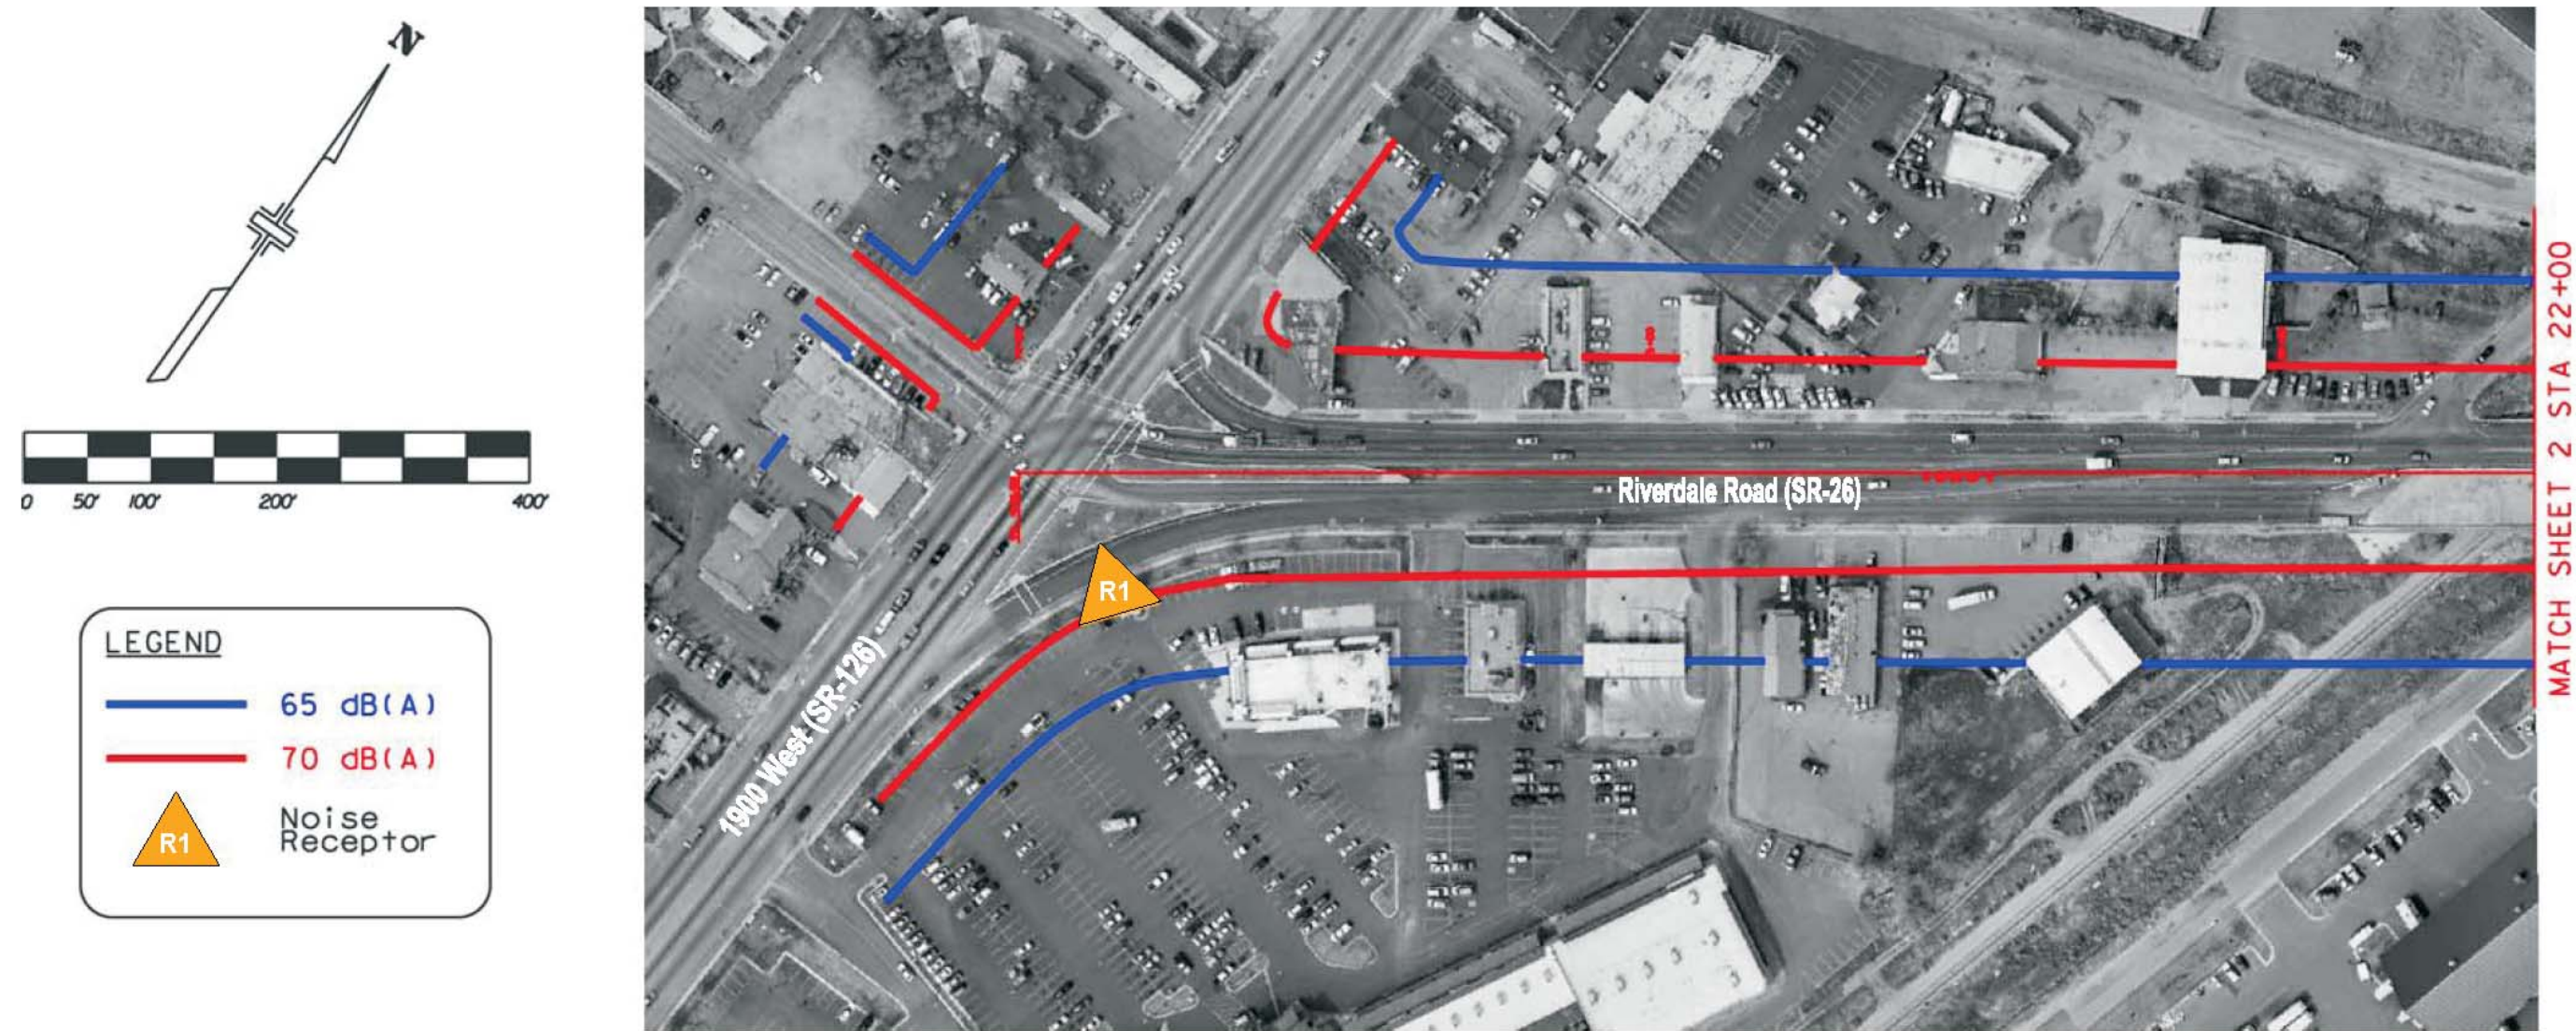 N
0 50' 100' 200' 400'
LEGEND
65 dB(A)
70 dB(A)
R1
Noise
Receptor
R1
1900 West (SR-126)
Riverdale Road (SR-26)
MATCH SHEET 2 STA 22+00